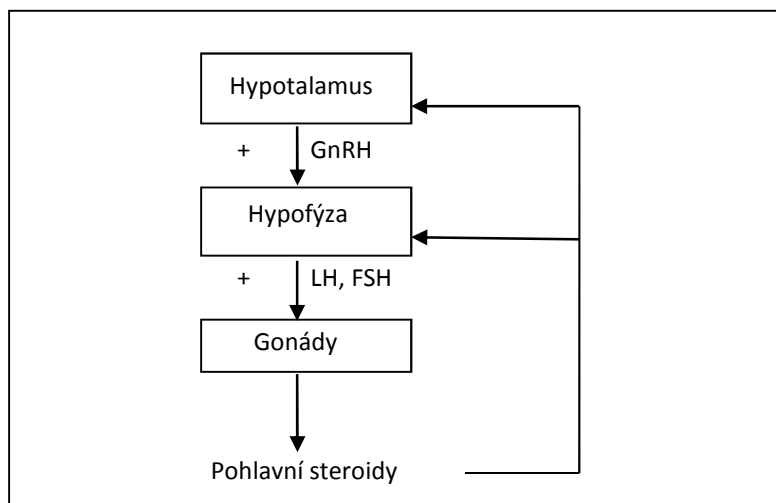 Hypotalamus
+ GnRH
Hypofýza
+ LH, FSH
Gonády
Pohlavní steroidy